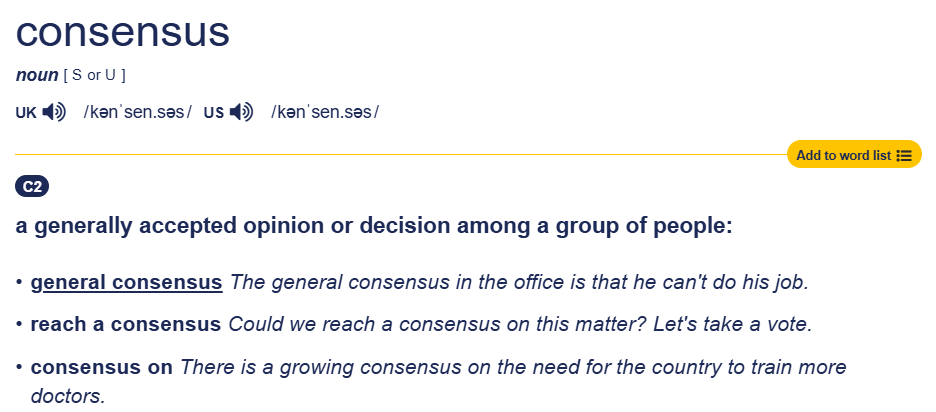 consensus
noun [ S or U ]
UK /kənˈsen.səs/ US /kənˈsen.səs/
Add to word list
C2
a generally accepted opinion or decision among a group of people:
• general consensus The general consensus in the office is that he can't do his job.
• reach a consensus Could we reach a consensus on this matter? Let's take a vote.
• consensus on There is a growing consensus on the need for the country to train more
doctors.